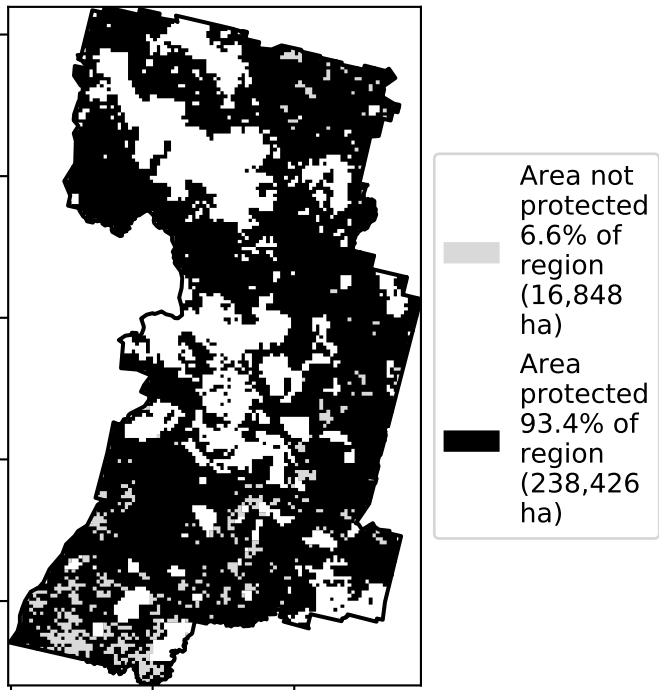 Area not
protected
6.6% of
region
(16,848
ha)
Area
protected
93.4% of
region
(238,426
ha)